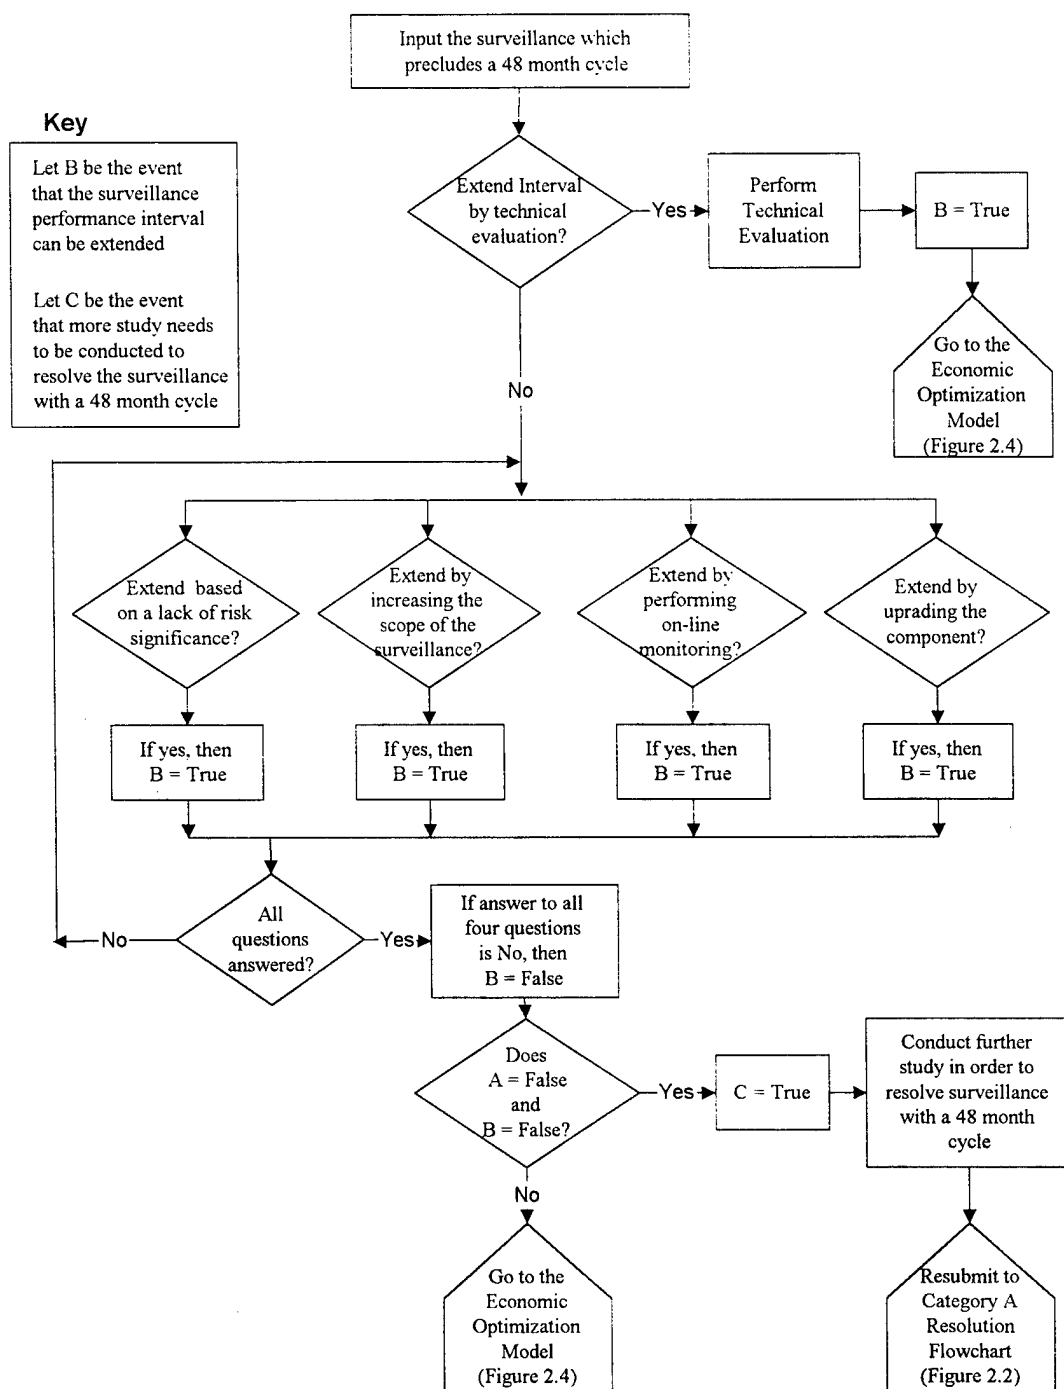 Input the surveillance which
precludes a 48 month cycle
Key
Let B be the event
that the surveillance
performance interval
can be extended
Let C be the event
that more study needs
to be conducted to
resolve the surveillance
with a 48 month cycle
Extend Interval
by technical
evaluation?
Yes
Perform
Technical
Evaluation
B = True
Go to the
Economic
Optimization
Model
(Figure 2.4)
No
Extend based
on a lack of risk
significance?
Extend by
increasing the
scope of the
surveillance?
Extend by
performing
on-line
monitoring?
Extend by
uprading the
component?
If yes, then
B = True
If yes, then
B = True
If yes, then
B = True
If yes, then
B = True
No
All
questions
answered?
Yes
If answer to all
four questions
is No, then
B = False
Does
A = False
and
B = False?
Yes
C = True
Conduct further
study in order to
resolve surveillance
with a 48 month
cycle
No
Go to the
Economic
Optimization
Model
(Figure 2.4)
Resubmit to
Category A
Resolution
Flowchart
(Figure 2.2)